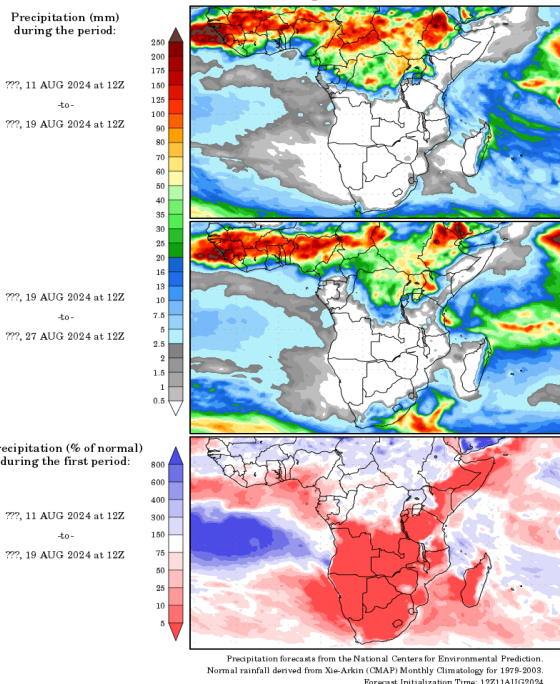 Precipitation (mm)
during the period:
250
200
175
150
125
100
90
80
70
60
50
40
35
30
25
20
16
13
10
7.5
5
2.5
2
1.5
1
0.5
???, 11 AUG 2024 at 12Z
-to-
???, 19 AUG 2024 at 12Z
???, 19 AUG 2024 at 12Z
-to-
???, 27 AUG 2024 at 12Z
recipitation (% of normal)
during the first period:
800
600
400
300
150
75
50
25
10
5
???, 11 AUG 2024 at 12Z
-to-
???, 19 AUG 2024 at 12Z
Precipitation forecasts from the National Centers for Environmental Prediction.
Normal rainfall derived from Xie-Arkin (CMAP) Monthly Climatology for 1979-2003.
Forecast Initialization Time: 12Z11AUG2024